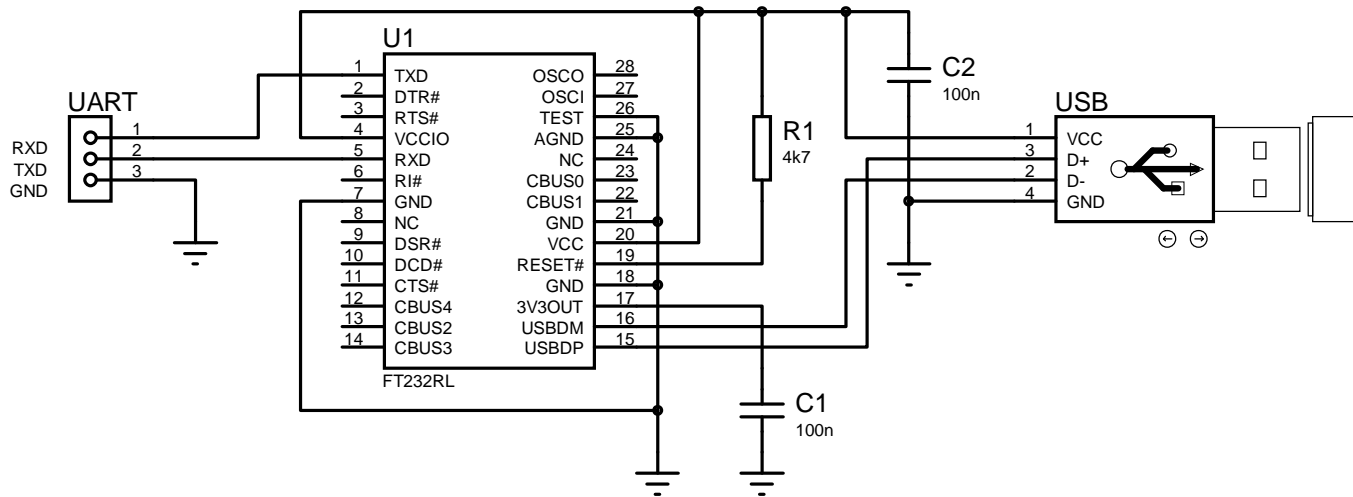 U1
1 TXD OSCO 28
2 DTR# OSCI 27
3 RTS# TEST 26
4 VCCIO AGND 25
5 RXD NC 24
6 RI# CBUS0 23
7 GND CBUS1 22
8 NC GND 21
9 DSR# VCC 20
10 DCD# RESET# 19
11 CTS# GND 18
12 CBUS4 3V3OUT 17
13 CBUS2 USBDM 16
14 CBUS3 USBDP 15
FT232RL
UART
RXD 1
TXD 2
GND 3
R1
4k7
C2
100n
C1
100n
USB
1 VCC
3 D+
2 D-
4 GND